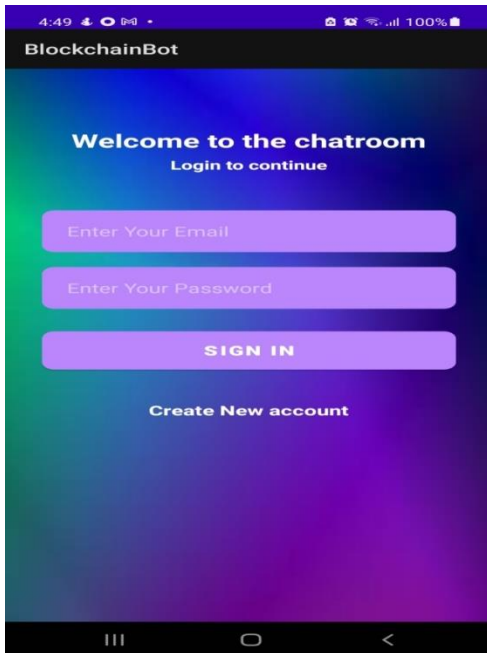 4:49
100%
BlockchainBot
Welcome to the chatroom
Login to continue
Enter Your Email
Enter Your Password
SIGN IN
Create New account